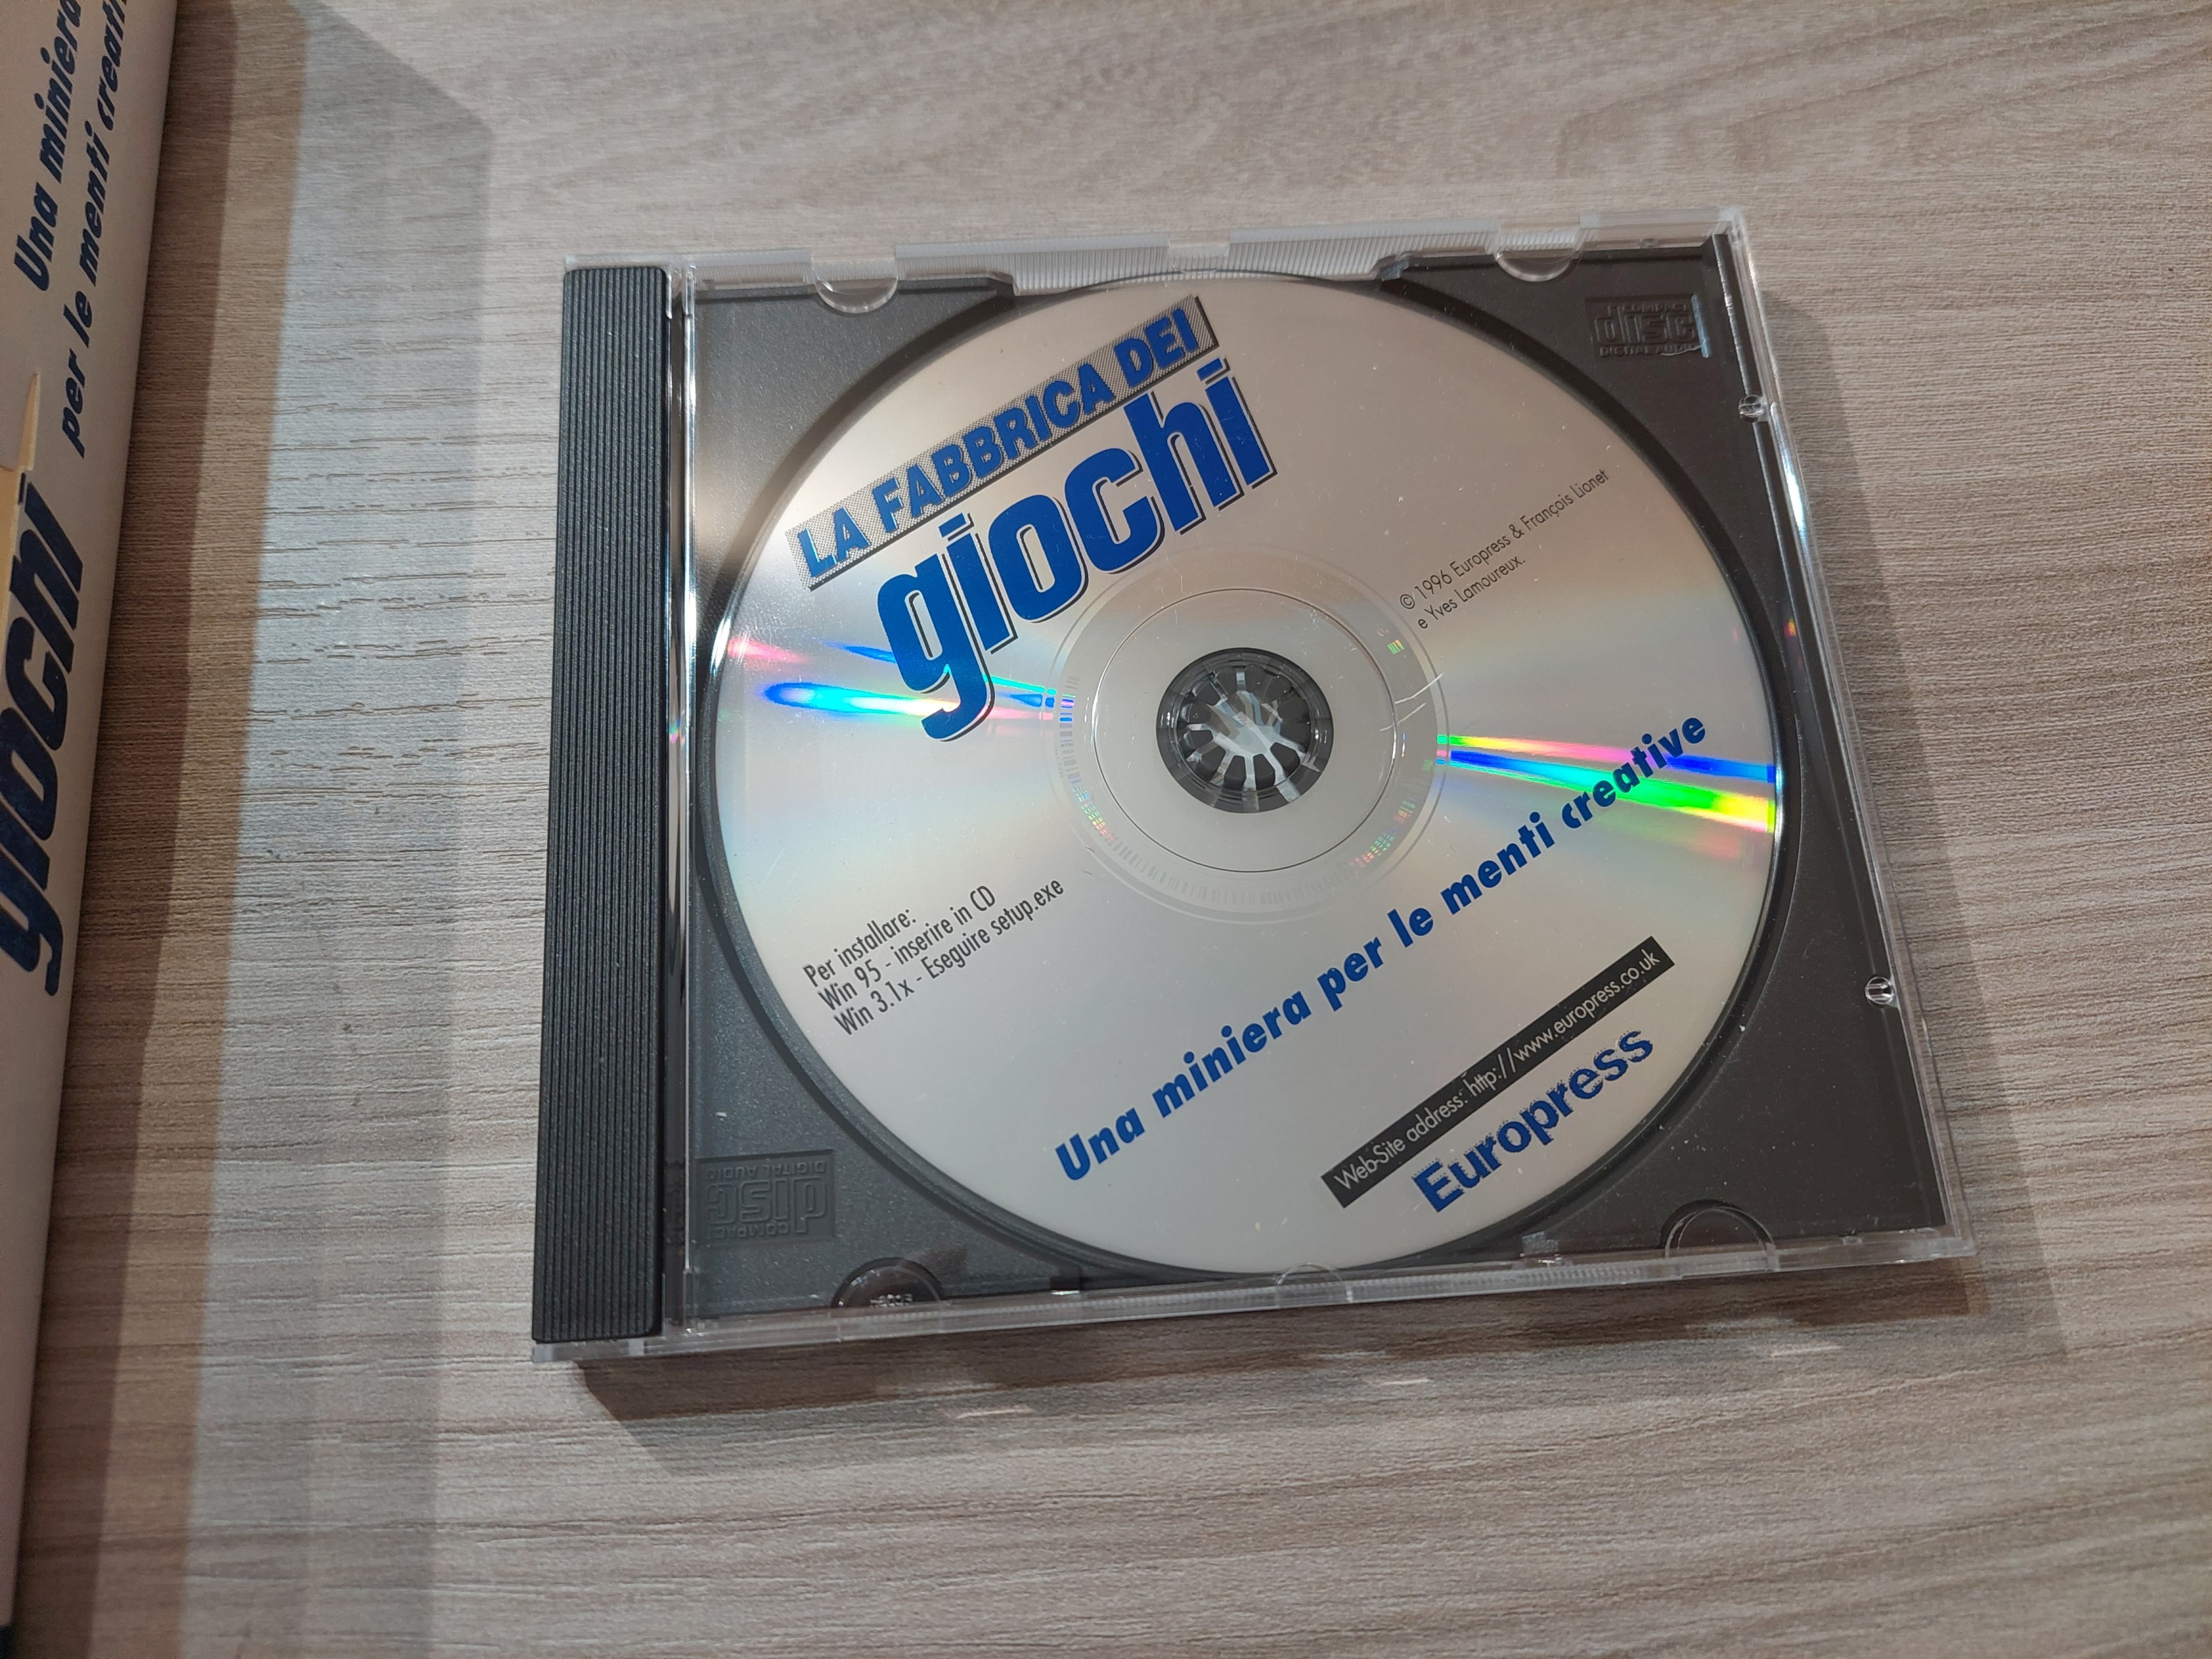 Una miniera
per le menti creati
giochi
LA FABBRICA DEI
giochi
© 1996 Europress & François Lionet
e Yves Lamoureux.
Per installare:
Win 95 - inserire in CD
Win 3.1x - Eseguire setup.exe
Una miniera per le menti creative
Web-Site address: http://www.europress.co.uk
Europress
COMPACT
disc
DIGITAL AUDIO
COMPACT
disc
DIGITAL AUDIO